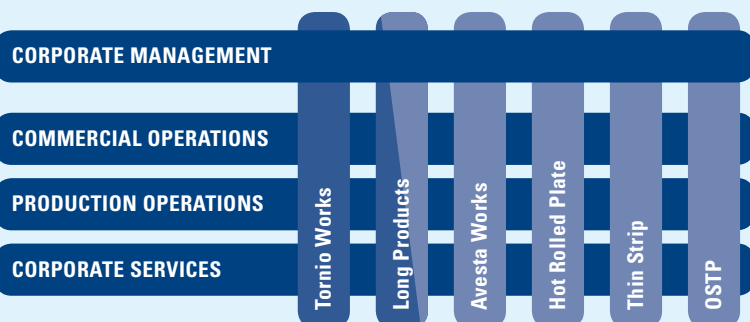 CORPORATE MANAGEMENT
COMMERCIAL OPERATIONS
PRODUCTION OPERATIONS
CORPORATE SERVICES
Tornio Works
Long Products
Avesta Works
Hot Rolled Plate
Thin Strip
OSTP